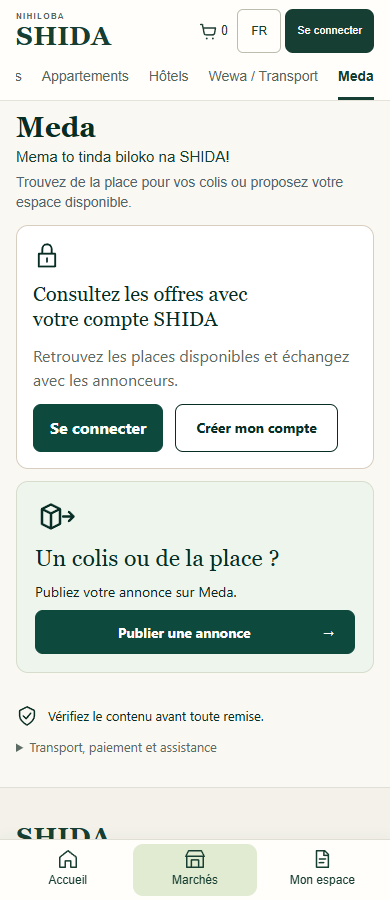 NIHILOBA
SHIDA
0
FR
Se connecter
s Appartements Hôtels Wewa / Transport Meda
Meda
Mema to tinda biloko na SHIDA!
Trouvez de la place pour vos colis ou proposez votre
espace disponible.
Consultez les offres avec
votre compte SHIDA
Retrouvez les places disponibles et échangez
avec les annonceurs.
Se connecter
Créer mon compte
Un colis ou de la place ?
Publiez votre annonce sur Meda.
Publier une annonce →
Vérifiez le contenu avant toute remise.
Transport, paiement et assistance
SHIDA
Accueil Marchés Mon espace